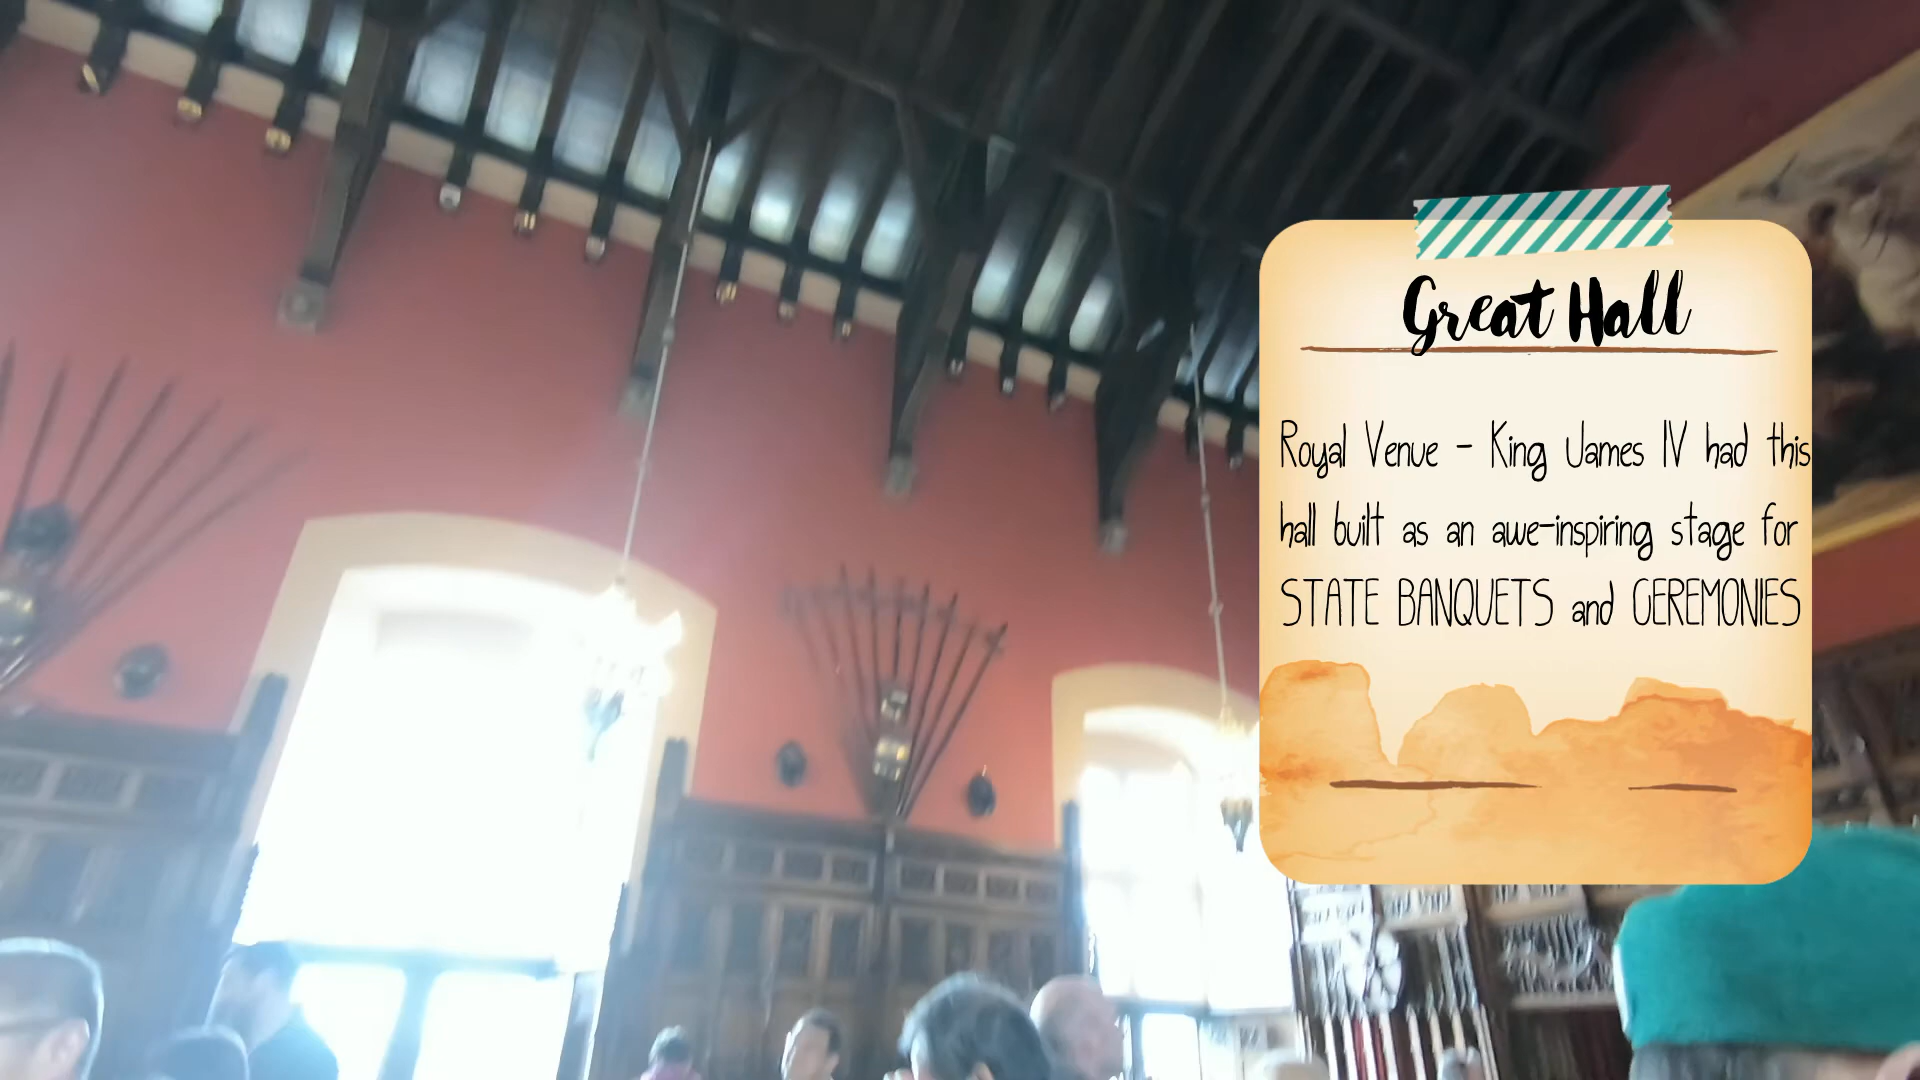 Great Hall
Royal Venue - King James IV had this
hall built as an awe-inspiring stage for
STATE BANQUETS and CEREMONIES